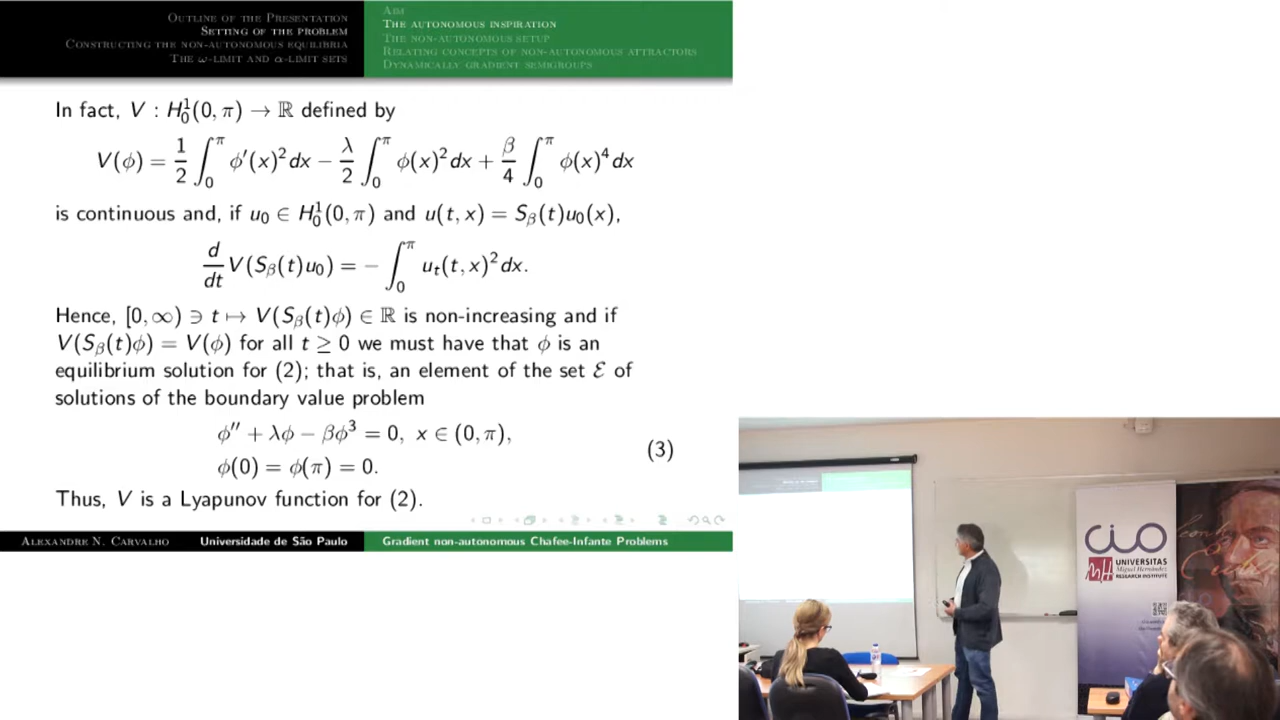 OUTLINE OF THE PRESENTATION
SETTING OF THE PROBLEM
CONSTRUCTING THE NON-AUTONOMOUS EQUILIBRIA
THE ω-LIMIT AND α-LIMIT SETS
AIM
THE AUTONOMOUS INSPIRATION
THE NON-AUTONOMOUS SETUP
RELATING CONCEPTS OF NON-AUTONOMOUS ATTRACTORS
DYNAMICALLY GRADIENT SEMIGROUPS
In fact, V : H₀¹(0, π) → ℝ defined by
V(ϕ) = 1/2 ∫₀^π ϕ′(x)² dx − λ/2 ∫₀^π ϕ(x)² dx + β/4 ∫₀^π ϕ(x)⁴ dx
is continuous and, if u₀ ∈ H₀¹(0, π) and u(t, x) = S_β(t)u₀(x),
d/dt V(S_β(t)u₀) = − ∫₀^π u_t(t, x)² dx.
Hence, [0, ∞) ∋ t ↦ V(S_β(t)ϕ) ∈ ℝ is non-increasing and if
V(S_β(t)ϕ) = V(ϕ) for all t ≥ 0 we must have that ϕ is an
equilibrium solution for (2); that is, an element of the set ℰ of
solutions of the boundary value problem
ϕ″ + λϕ − βϕ³ = 0, x ∈ (0, π),
ϕ(0) = ϕ(π) = 0.
(3)
Thus, V is a Lyapunov function for (2).
ALEXANDRE N. CARVALHO Universidade de São Paulo Gradient non-autonomous Chafee-Infante Problems
CIO
UNIVERSITAS
Miguel Hernández
RESEARCH INSTITUTE